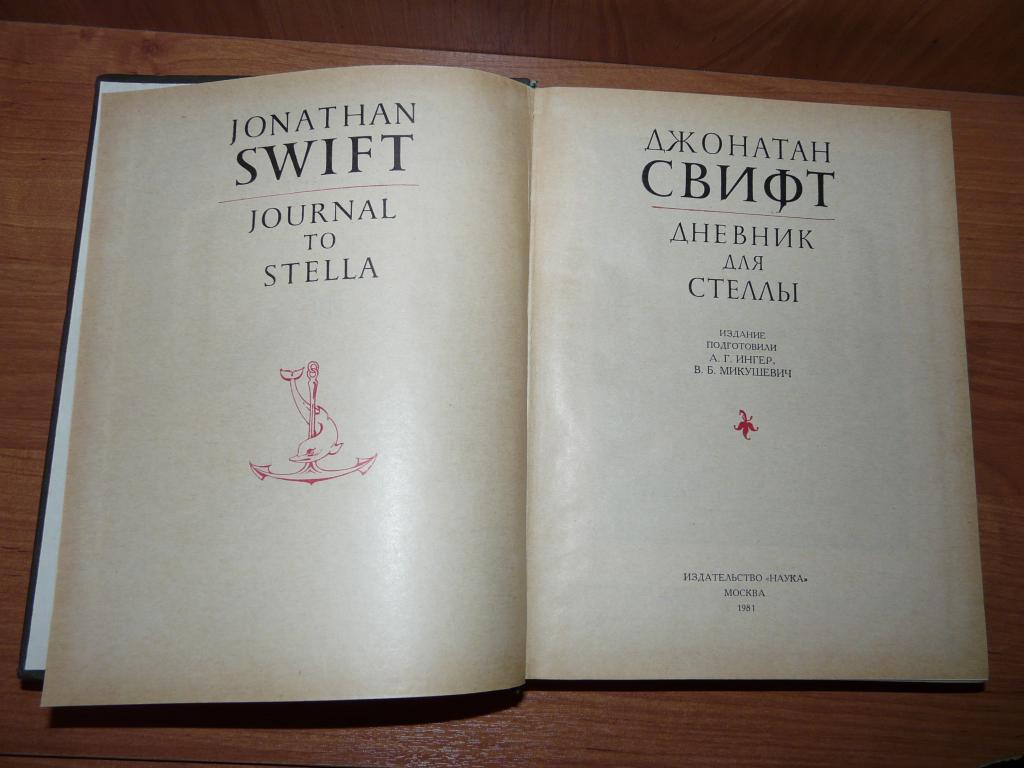 JONATHAN
SWIFT
JOURNAL
TO
STELLA
ДЖОНАТАН
СВИФТ
ДНЕВНИК
ДЛЯ
СТЕЛЛЫ
ИЗДАНИЕ
ПОДГОТОВИЛИ
А. Г. ИНГЕР,
В. Б. МИКУШЕВИЧ
ИЗДАТЕЛЬСТВО «НАУКА»
МОСКВА
1981